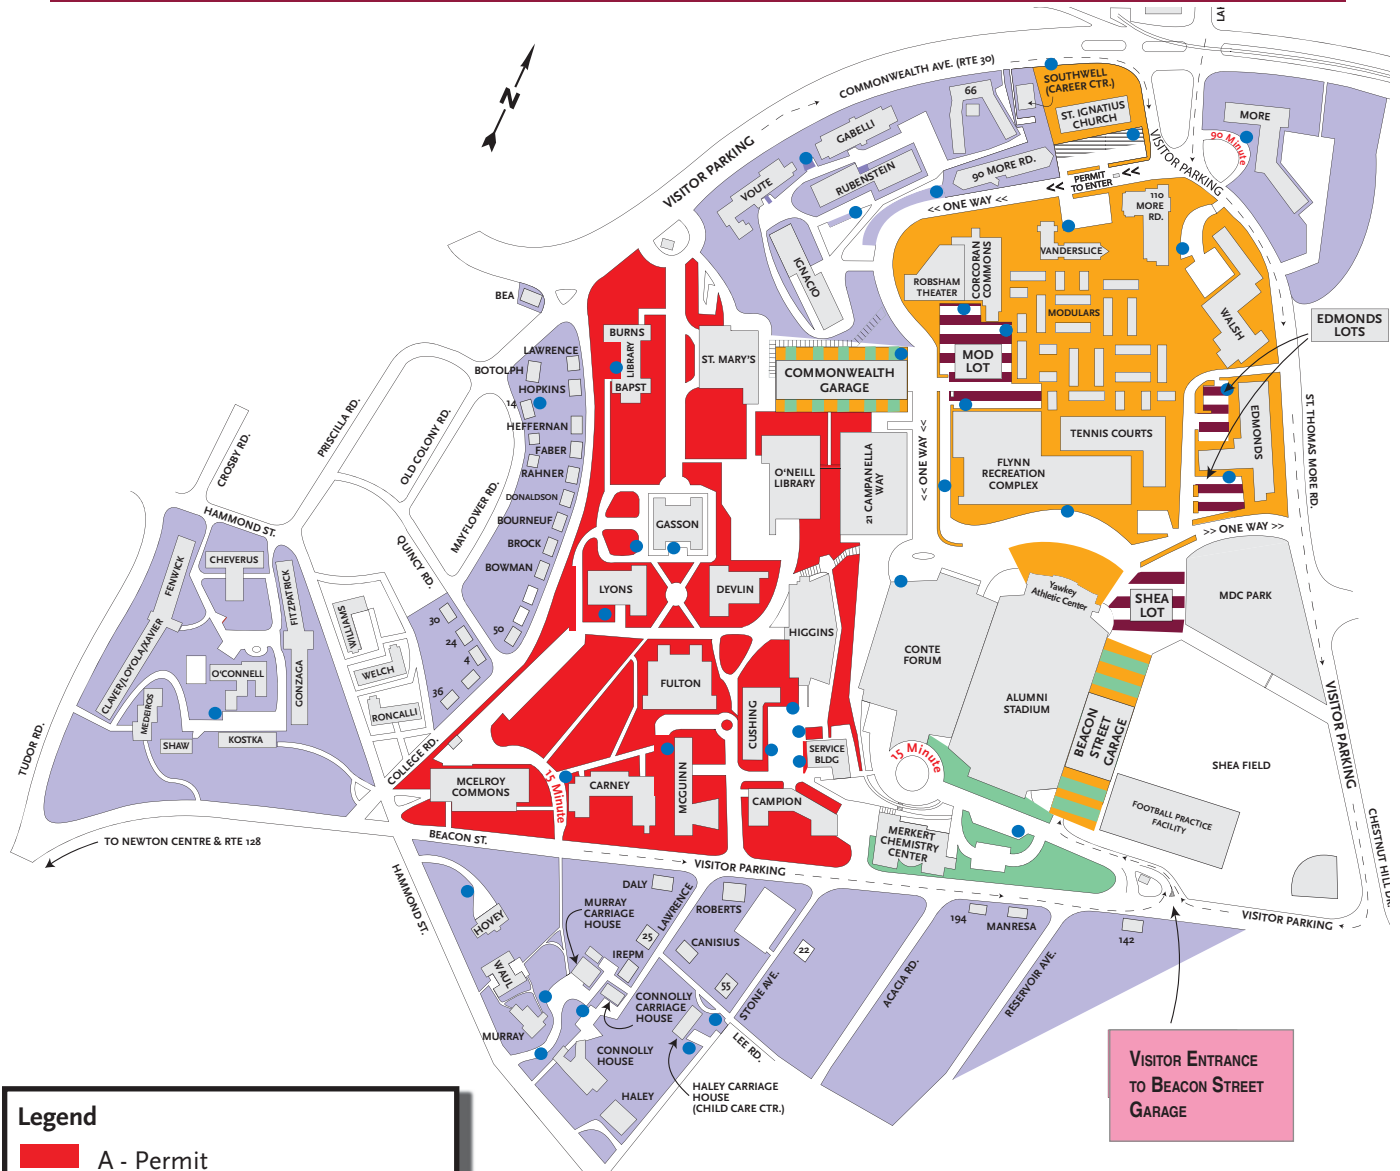 LA
N
COMMONWEALTH AVE. (RTE 30)
SOUTHWELL
(CAREER CTR.)
66
ST. IGNATIUS
CHURCH
MORE
90 Minute
GABELLI
VISITOR PARKING
VISITOR PARKING
VOUTE
RUBENSTEIN
90 MORE RD.
PERMIT
TO ENTER
<<
<<
<< ONE WAY <<
110
MORE
RD.
VANDERSLICE
IGNACIO
CORCORAN
COMMONS
ROBSHAM
THEATER
MODULARS
WALSH
EDMONDS
LOTS
BEA
BURNS
LIBRARY
BAPST
ST. MARY'S
LAWRENCE
BOTOLPH
HOPKINS
14
HEFFERNAN
FABER
RAHNER
DONALDSON
BOURNEUF
BROCK
BOWMAN
50
COMMONWEALTH
GARAGE
MOD
LOT
EDMONDS
ST THOMAS MORE RD.
CROSBY RD.
PRISCILLA RD.
OLD COLONY RD.
MAYFLOWER RD.
QUINCY RD.
HAMMOND ST.
O'NEILL
LIBRARY
21 CAMPANELLA
WAY
<< ONE WAY <<
FLYNN
RECREATION
COMPLEX
TENNIS COURTS
>> ONE WAY >>
GASSON
LYONS
DEVLIN
HIGGINS
FENWICK
CHEVERUS
FITZPATRICK
WILLIAMS
30
24
4
36
CLAVER/LOYOLA/XAVIER
O'CONNELL
GONZAGA
WELCH
RONCALLI
MEDEIROS
SHAW
KOSTKA
TUDOR RD.
COLLEGE RD.
Yawkey
Athletic Center
SHEA
LOT
MDC PARK
CONTE
FORUM
ALUMNI
STADIUM
FULTON
CUSHING
SERVICE
BLDG
15 Minute
BEACON
STREET
GARAGE
SHEA FIELD
VISITOR PARKING
MCELROY
COMMONS
15 Minute
CARNEY
MCGUINN
CAMPION
MERKERT
CHEMISTRY
CENTER
FOOTBALL PRACTICE
FACILITY
CHESTNUT HILL DR
TO NEWTON CENTRE & RTE 128
BEACON ST.
VISITOR PARKING
VISITOR PARKING
HAMMOND ST.
HOVEY
DALY
MURRAY
CARRIAGE
HOUSE
LAWRENCE
ROBERTS
25
CANISIUS
22
194
MANRESA
142
IREPM
WAUL
55
MURRAY
CONNOLLY
CARRIAGE
HOUSE
STONE AVE.
ACACIA RD.
RESERVOIR AVE.
LEE RD.
CONNOLLY
HOUSE
HALEY
HALEY CARRIAGE
HOUSE
(CHILD CARE CTR.)
VISITOR ENTRANCE
TO BEACON STREET
GARAGE
Legend
A - Permit